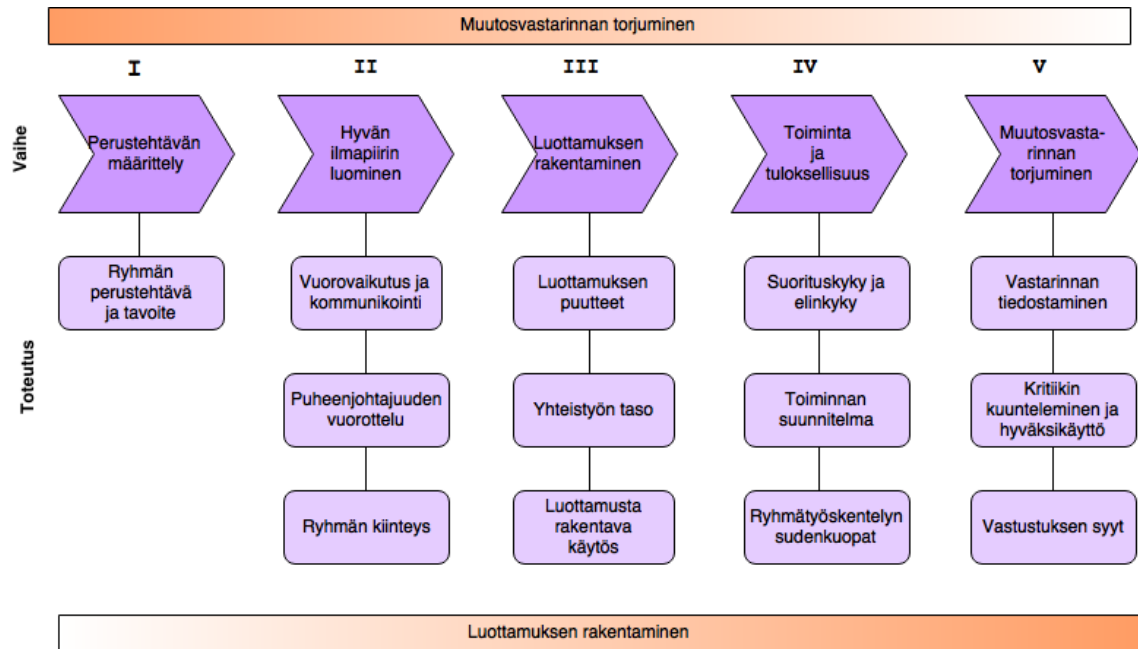 Muutosvastarinnan torjuminen
I
II
III
IV
V
Vaihe
Perustehtävän
määrittely
Hyvän
ilmapiirin
luominen
Luottamuksen
rakentaminen
Toiminta
ja
tuloksellisuus
Muutosvasta-
rinnan
torjuminen
Toteutus
Ryhmän
perustehtävä
ja tavoite
Vuorovaikutus ja
kommunikointi
Luottamuksen
puutteet
Suorituskyky ja
elinkyky
Vastarinnan
tiedostaminen
Puheenjohtajuuden
vuorottelu
Yhteistyön taso
Toiminnan
suunnitelma
Kritiikin
kuunteleminen ja
hyväksikäyttö
Ryhmän kiinteys
Luottamusta
rakentava
käytös
Ryhmätyöskentelyn
sudenkuopat
Vastustuksen syyt
Luottamuksen rakentaminen